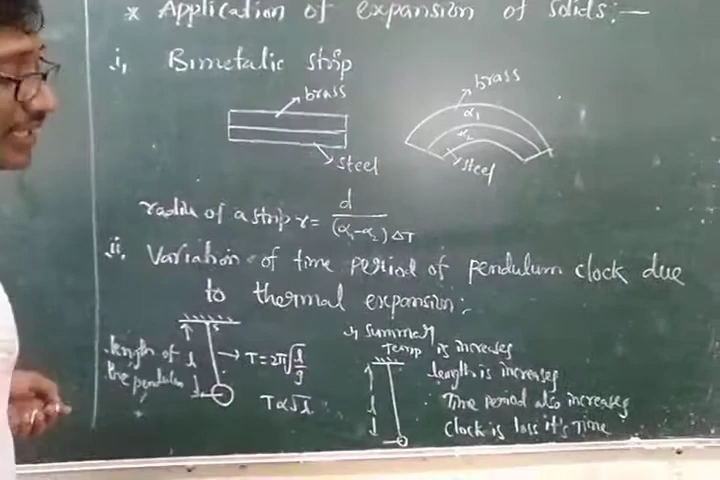 * Application of expansion of solids:—
i, Bimetalic strip
brass
steel
brass
α₁
α₂
steel
radius of a strip r = d / (α₁-α₂) ΔT
ii. Variation of time period of pendulum clock due
to thermal expansion:
length of
the pendulum
l
T = 2π√l/g
T∝√l
i, summer
Temp is increses
length is increases
Time period also increases
clock is loss it's Time
l